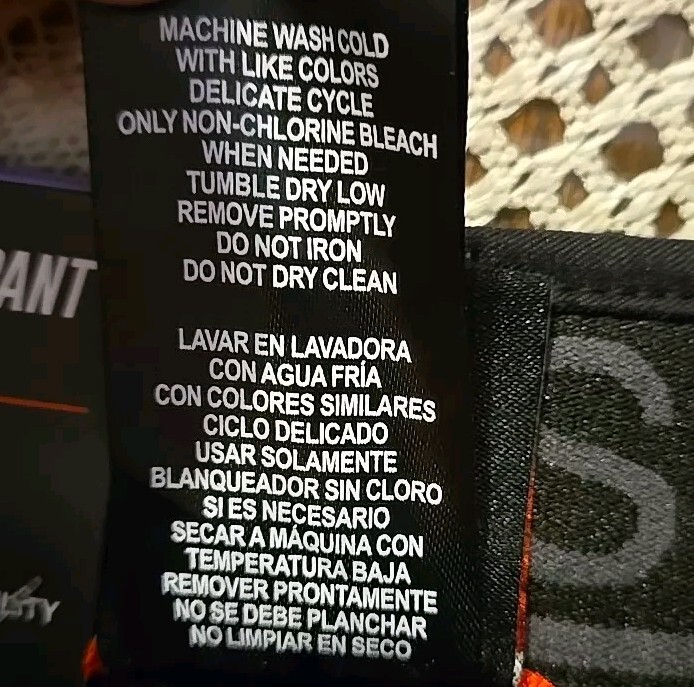 MACHINE WASH COLD
WITH LIKE COLORS
DELICATE CYCLE
ONLY NON-CHLORINE BLEACH
WHEN NEEDED
TUMBLE DRY LOW
REMOVE PROMPTLY
DO NOT IRON
DO NOT DRY CLEAN
LAVAR EN LAVADORA
CON AGUA FRÍA
CON COLORES SIMILARES
CICLO DELICADO
USAR SOLAMENTE
BLANQUEADOR SIN CLORO
SI ES NECESARIO
SECAR A MÁQUINA CON
TEMPERATURA BAJA
REMOVER PRONTAMENTE
NO SE DEBE PLANCHAR
NO LIMPIAR EN SECO
PANT